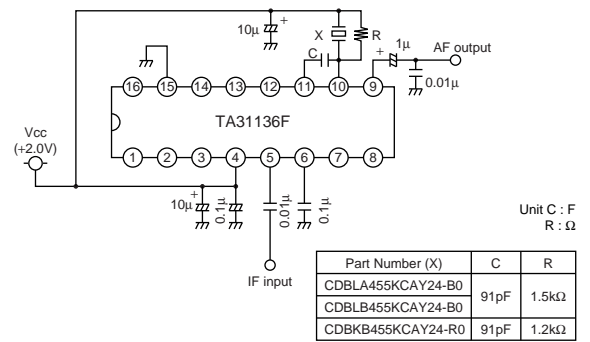 10μ
+
X
R
C
+
1μ
AF output
0.01μ
16 15 14 13 12 11 10 9
TA31136F
Vcc
(+2.0V)
1 2 3 4 5 6 7 8
10μ
+
0.1μ
0.01μ
0.1μ
IF input
Unit C : F
R : Ω
Part Number (X) C R
CDBLA455KCAY24-B0 91pF 1.5kΩ
CDBLB455KCAY24-B0
CDBKB455KCAY24-R0 91pF 1.2kΩ